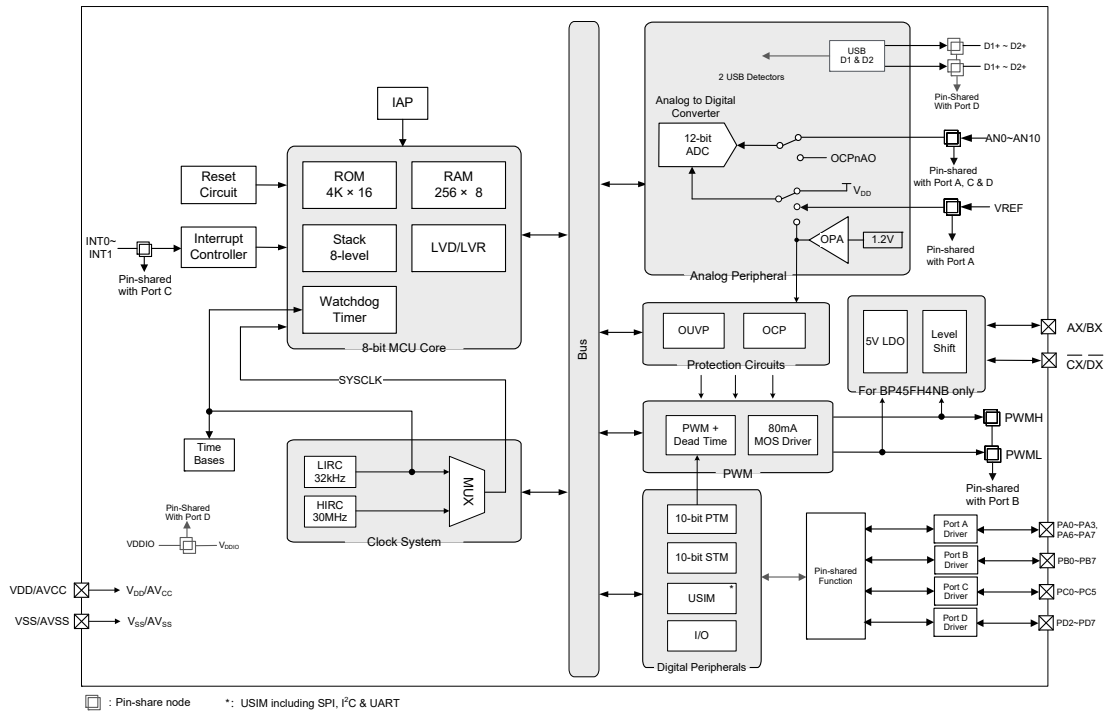 USB
D1 & D2
D1+ ~ D2+
D1+ ~ D2+
2 USB Detectors
Pin-Shared
With Port D
Analog to Digital
Converter
12-bit
ADC
AN0~AN10
OCPnAO
Pin-shared
with Port A, C & D
VDD
VREF
OPA
1.2V
Pin-shared
with Port A
Analog Peripheral
IAP
Reset
Circuit
ROM
4K × 16
RAM
256 × 8
INT0~
INT1
Interrupt
Controller
Pin-shared
with Port C
Stack
8-level
LVD/LVR
Watchdog
Timer
8-bit MCU Core
Bus
OUVP
OCP
Protection Circuits
5V LDO
Level
Shift
For BP45FH4NB only
AX/BX
CX/DX
SYSCLK
PWM +
Dead Time
80mA
MOS Driver
PWM
PWMH
PWML
Pin-shared
with Port B
Time
Bases
LIRC
32kHz
HIRC
30MHz
MUX
Clock System
Pin-Shared
With Port D
VDDIO
VDDIO
10-bit PTM
10-bit STM
USIM
*
I/O
Digital Peripherals
Pin-shared
Function
Port A
Driver
PA0~PA3,
PA6~PA7
Port B
Driver
PB0~PB7
Port C
Driver
PC0~PC5
Port D
Driver
PD2~PD7
VDD/AVCC
VDD/AVCC
VSS/AVSS
VSS/AVSS
: Pin-share node
*: USIM including SPI, I²C & UART